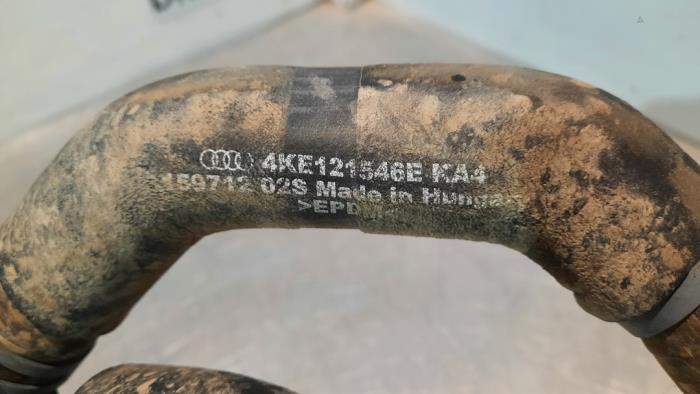 4KE121546E KA4
159712 02S Made in Hungary
>EPDM<